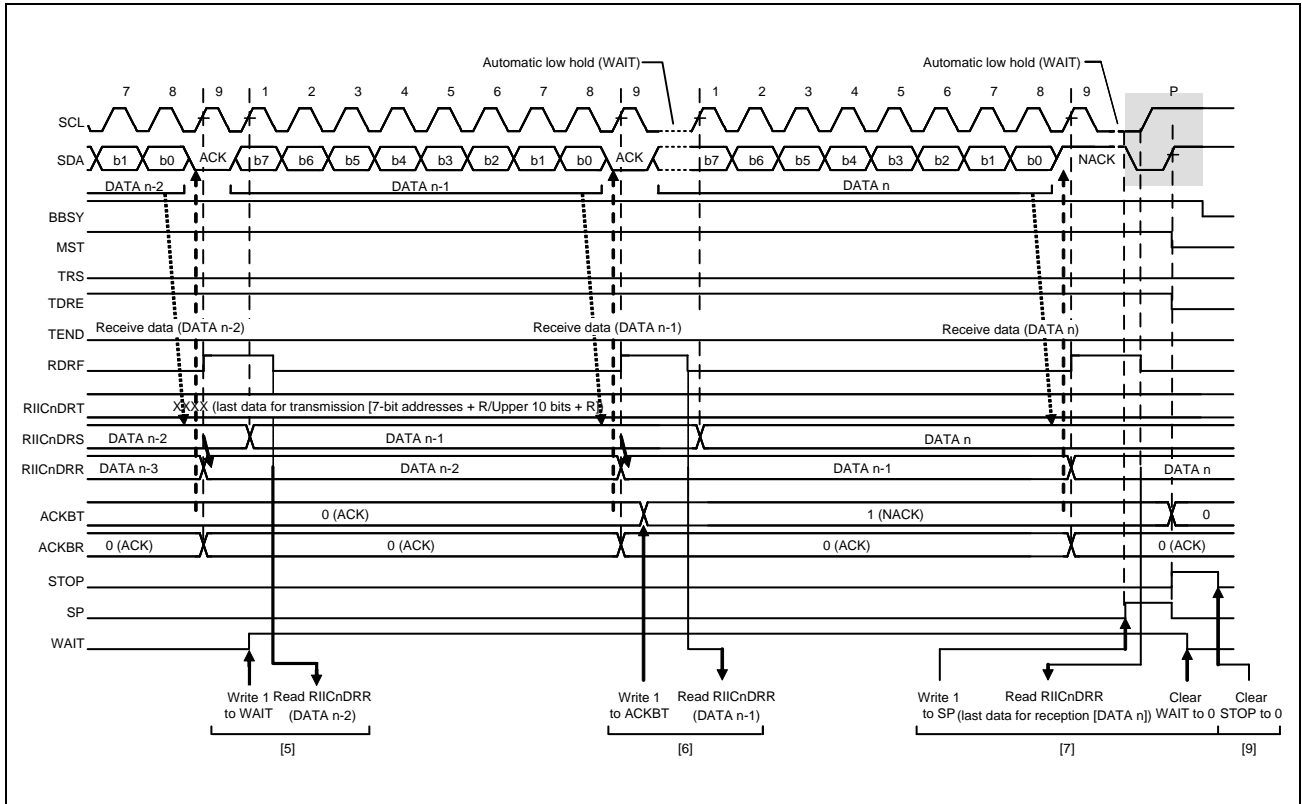 Automatic low hold (WAIT)
Automatic low hold (WAIT)
7 8 9 1 2 3 4 5 6 7 8 9 1 2 3 4 5 6 7 8 9 P
SCL
SDA b1 b0 ACK b7 b6 b5 b4 b3 b2 b1 b0 ACK b7 b6 b5 b4 b3 b2 b1 b0 NACK
DATA n-2 DATA n-1 DATA n
BBSY
MST
TRS
TDRE
TEND Receive data (DATA n-2) Receive data (DATA n-1) Receive data (DATA n)
RDRF
RIICnDRT XXXX (last data for transmission [7-bit addresses + R/Upper 10 bits + R]
RIICnDRS DATA n-2 DATA n-1 DATA n
RIICnDRR DATA n-3 DATA n-2 DATA n-1 DATA n
ACKBT 0 (ACK) 1 (NACK) 0
ACKBR 0 (ACK) 0 (ACK) 0 (ACK) 0 (ACK)
STOP
SP
WAIT
Write 1
to WAIT
Read RIICnDRR
(DATA n-2)
Write 1
to ACKBT
Read RIICnDRR
(DATA n-1)
Write 1
to SP
Read RIICnDRR
(last data for reception [DATA n])
Clear
WAIT to 0
Clear
STOP to 0
[5] [6] [7] [9]